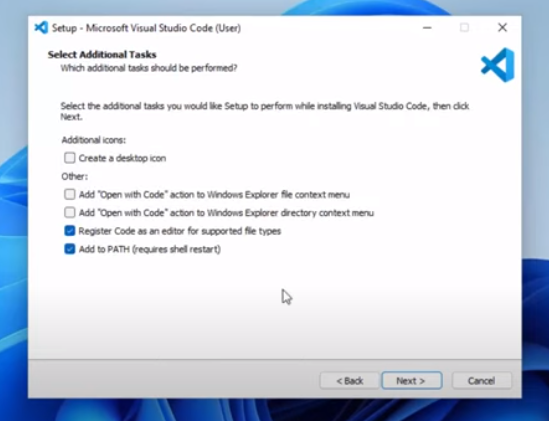 Setup - Microsoft Visual Studio Code (User)
Select Additional Tasks
Which additional tasks should be performed?
Select the additional tasks you would like Setup to perform while installing Visual Studio Code, then click
Next.
Additional icons:
Create a desktop icon
Other:
Add "Open with Code" action to Windows Explorer file context menu
Add "Open with Code" action to Windows Explorer directory context menu
Register Code as an editor for supported file types
Add to PATH (requires shell restart)
< Back Next > Cancel